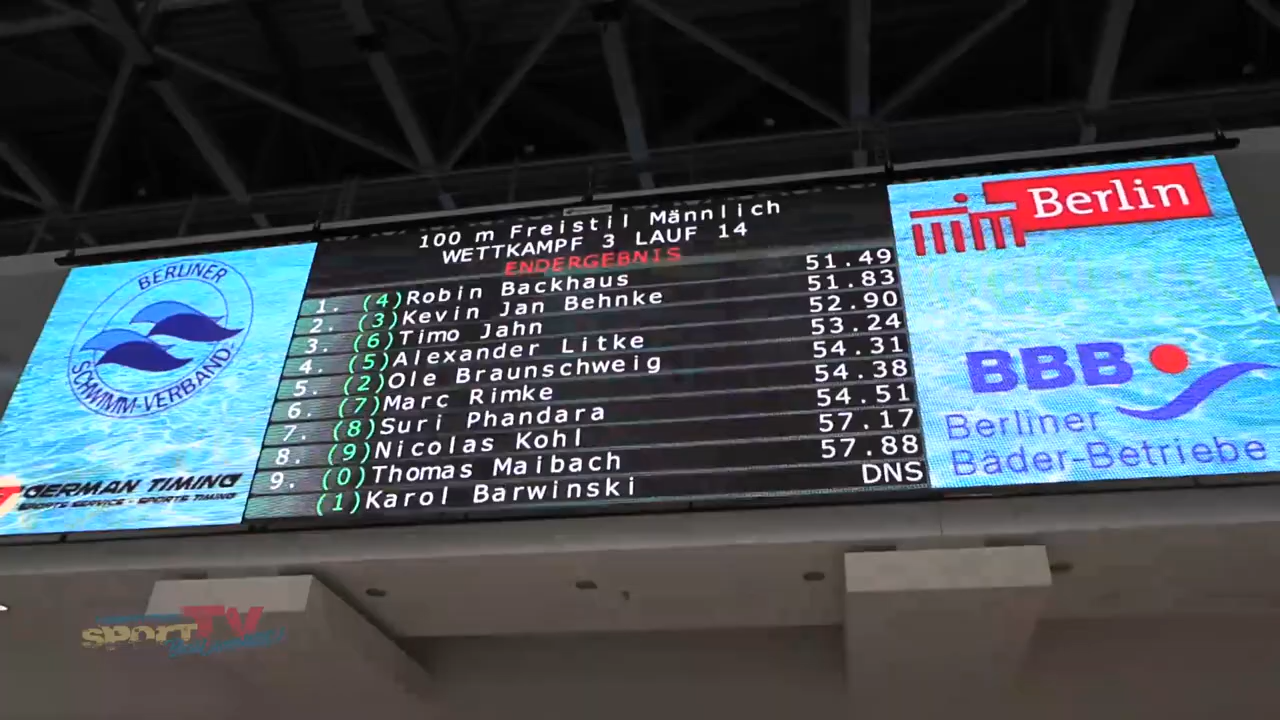 100 m Freistil Männlich
WETTKAMPF 3 LAUF 14
ENDERGEBNIS
1. (4)Robin Backhaus 51.49
2. (3)Kevin Jan Behnke 51.83
3. (6)Timo Jahn 52.90
4. (5)Alexander Litke 53.24
5. (2)Ole Braunschweig 54.31
6. (7)Marc Rimke 54.38
7. (8)Suri Phandara 54.51
8. (9)Nicolas Kohl 57.17
9. (0)Thomas Maibach 57.88
(1)Karol Barwinski DNS
BERLINER
SCHWIMM-VERBAND
GERMAN TIMING
SPORTS SERVICE - SPORTS TIMING
Berlin
BBB
Berliner
Bäder-Betriebe
SPORT TV